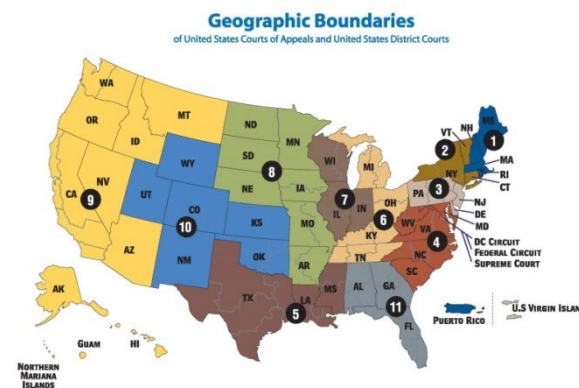 Geographic Boundaries
of United States Courts of Appeals and United States District Courts
WA
MT
ND
MN
VT
NH
ME
1
OR
ID
SD
WI
MI
2
NY
MA
WY
8
RI
CT
NV
NE
IA
7
PA
3
CA
9
UT
CO
10
IL
IN
OH
6
NJ
DE
MD
KS
MO
WV
VA
4
KY
DC CIRCUIT
FEDERAL CIRCUIT
SUPREME COURT
AZ
NM
OK
AR
TN
NC
SC
TX
LA
5
MS
AL
GA
11
FL
AK
PUERTO RICO
U.S VIRGIN ISLAN
HI
GUAM
NORTHERN
MARIANA
ISLANDS